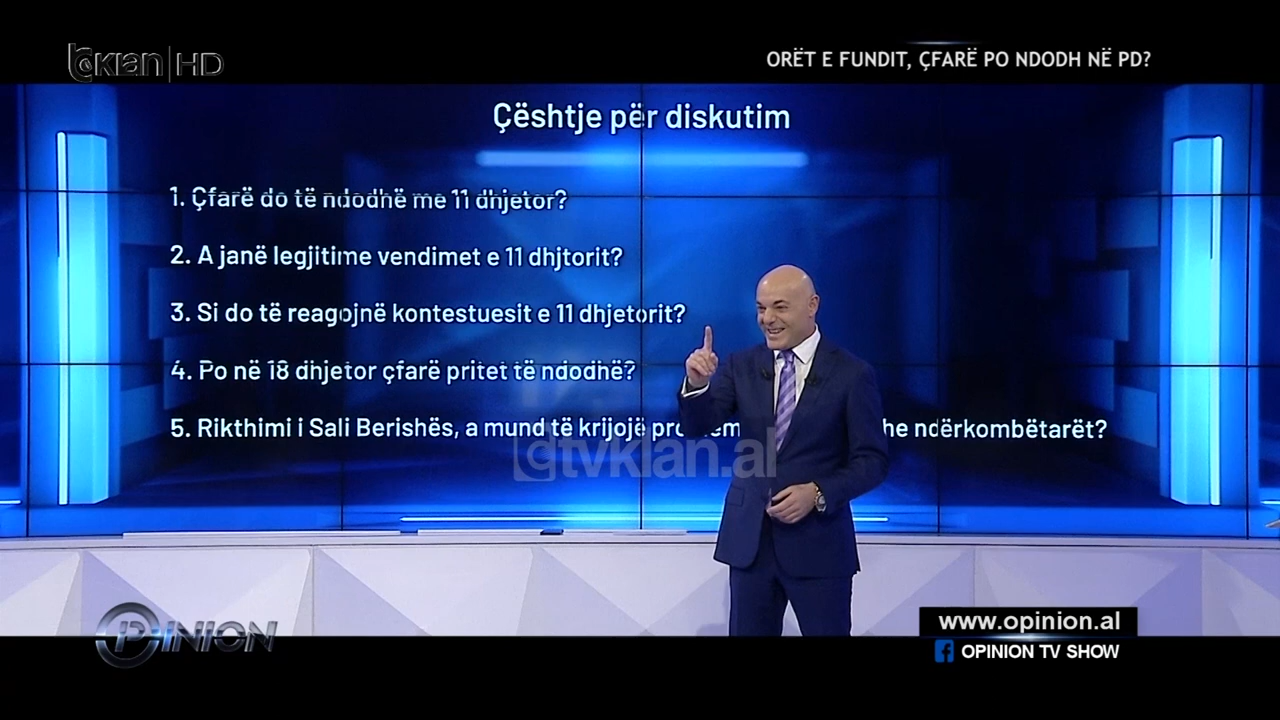 tvklan HD
ORËT E FUNDIT, ÇFARË PO NDODH NË PD?
Çështje për diskutim
1. Çfarë do të ndodhë me 11 dhjetor?
2. A janë legjitime vendimet e 11 dhjtorit?
3. Si do të reagojnë kontestuesit e 11 dhjetorit?
4. Po në 18 dhjetor çfarë pritet të ndodhë?
5. Rikthimi i Sali Berishës, a mund të krijojë ndërkombëtarët?
tvklan.al
OPINION
www.opinion.al
OPINION TV SHOW